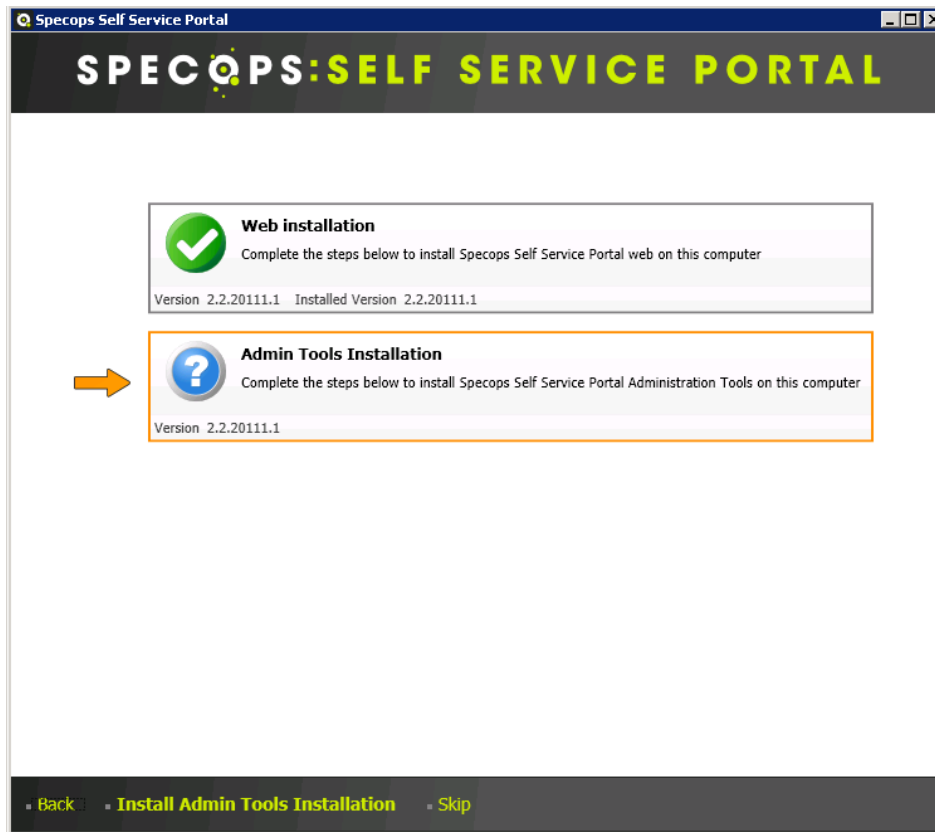 Specops Self Service Portal
SPECOPS:SELF SERVICE PORTAL
Web installation
Complete the steps below to install Specops Self Service Portal web on this computer
Version 2.2.20111.1 Installed Version 2.2.20111.1
Admin Tools Installation
Complete the steps below to install Specops Self Service Portal Administration Tools on this computer
Version 2.2.20111.1
Back Install Admin Tools Installation Skip